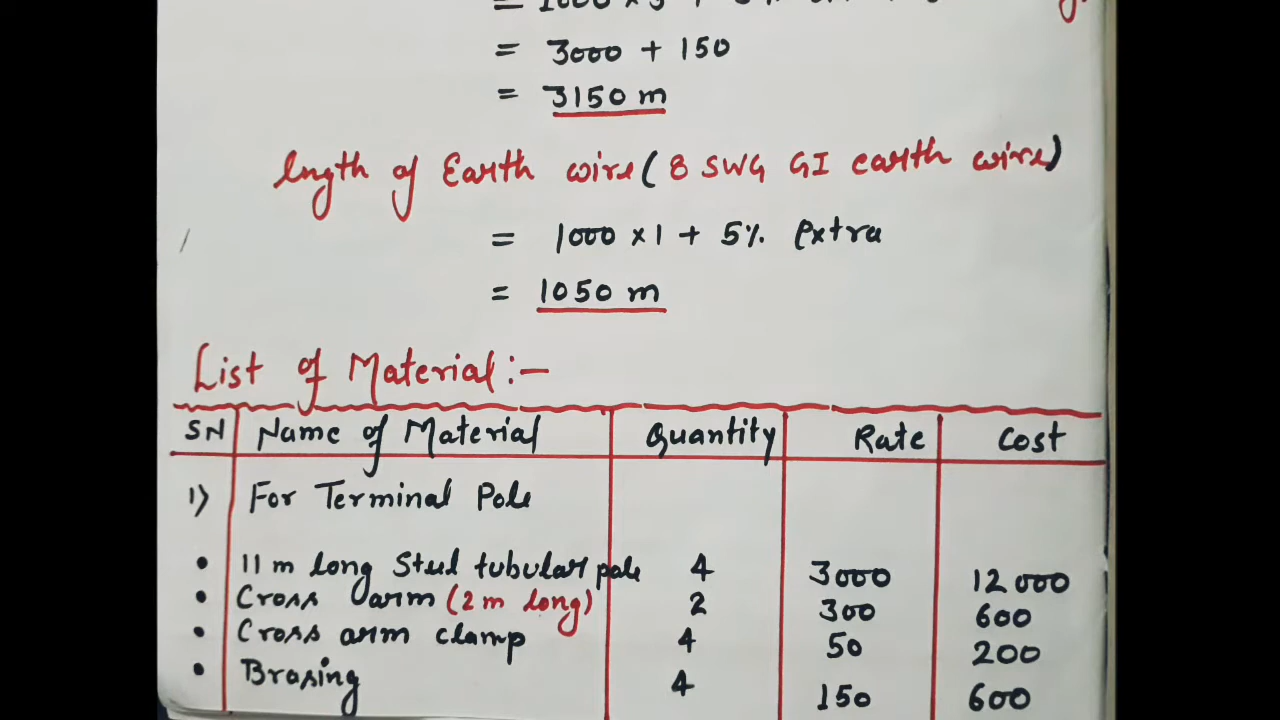 = 3000 + 150
= 3150 m
length of Earth wire ( 8 SWG GI earth wire)
= 1000 x 1 + 5% extra
= 1050 m
List of Material :-
SN Name of Material Quantity Rate Cost
1) For Terminal Pole
• 11 m long Steel tubular pole 4 3000 12000
• Cross arm (2 m long) 2 300 600
• Cross arm clamp 4 50 200
• Brasing 4 150 600